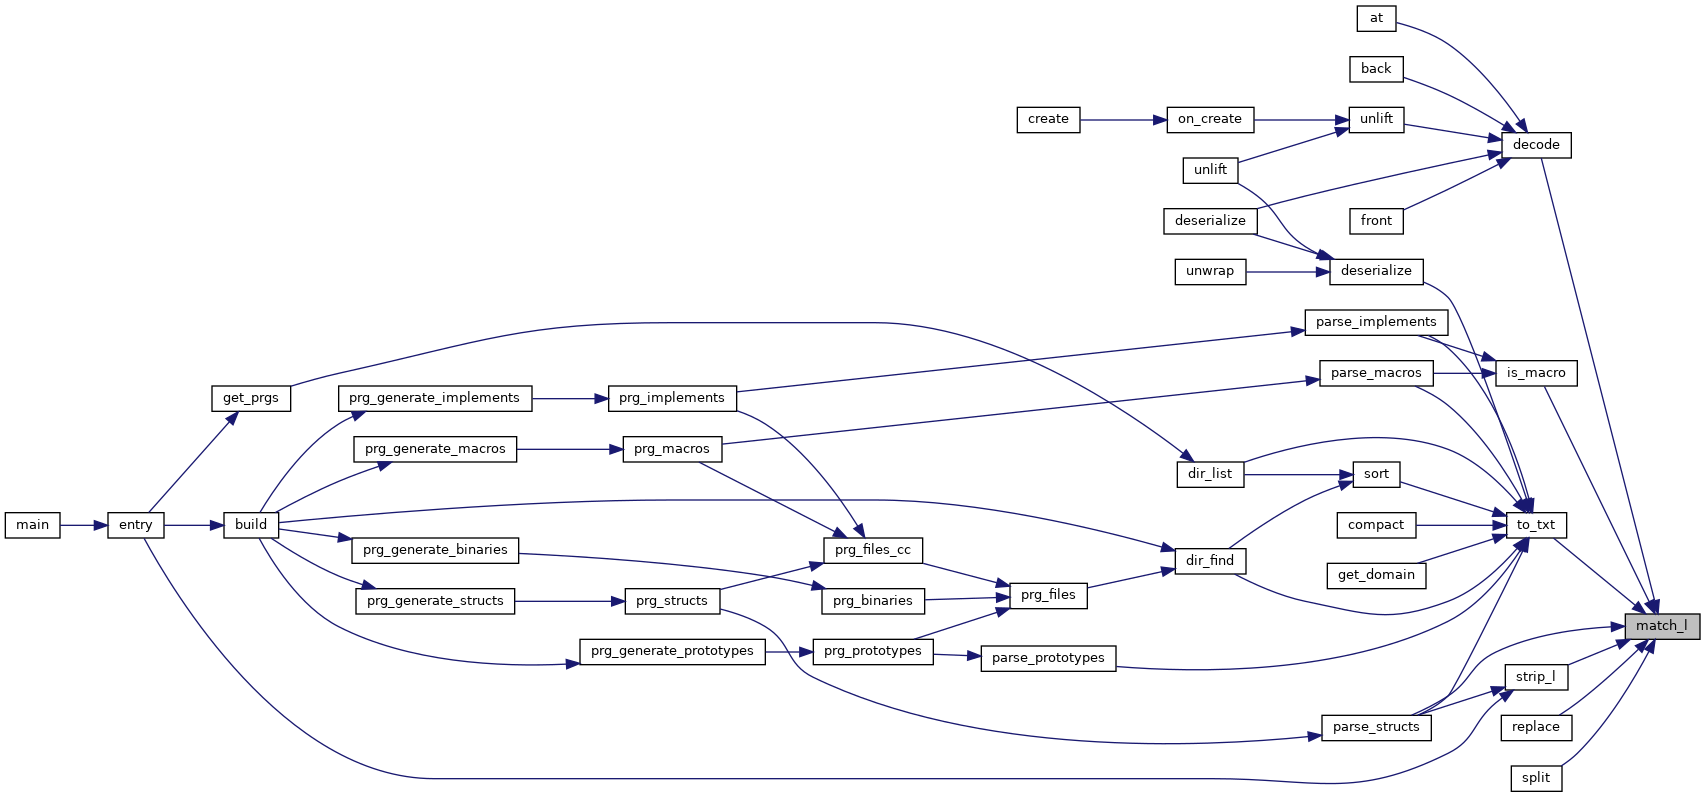 at
back
create
on_create
unlift
decode
unlift
deserialize
front
unwrap
deserialize
parse_implements
parse_macros
is_macro
get_prgs
prg_generate_implements
prg_implements
prg_generate_macros
prg_macros
dir_list
sort
main
entry
build
compact
to_txt
prg_generate_binaries
prg_files_cc
dir_find
get_domain
prg_generate_structs
prg_structs
prg_binaries
prg_files
match_l
prg_generate_prototypes
prg_prototypes
parse_prototypes
strip_l
parse_structs
replace
split